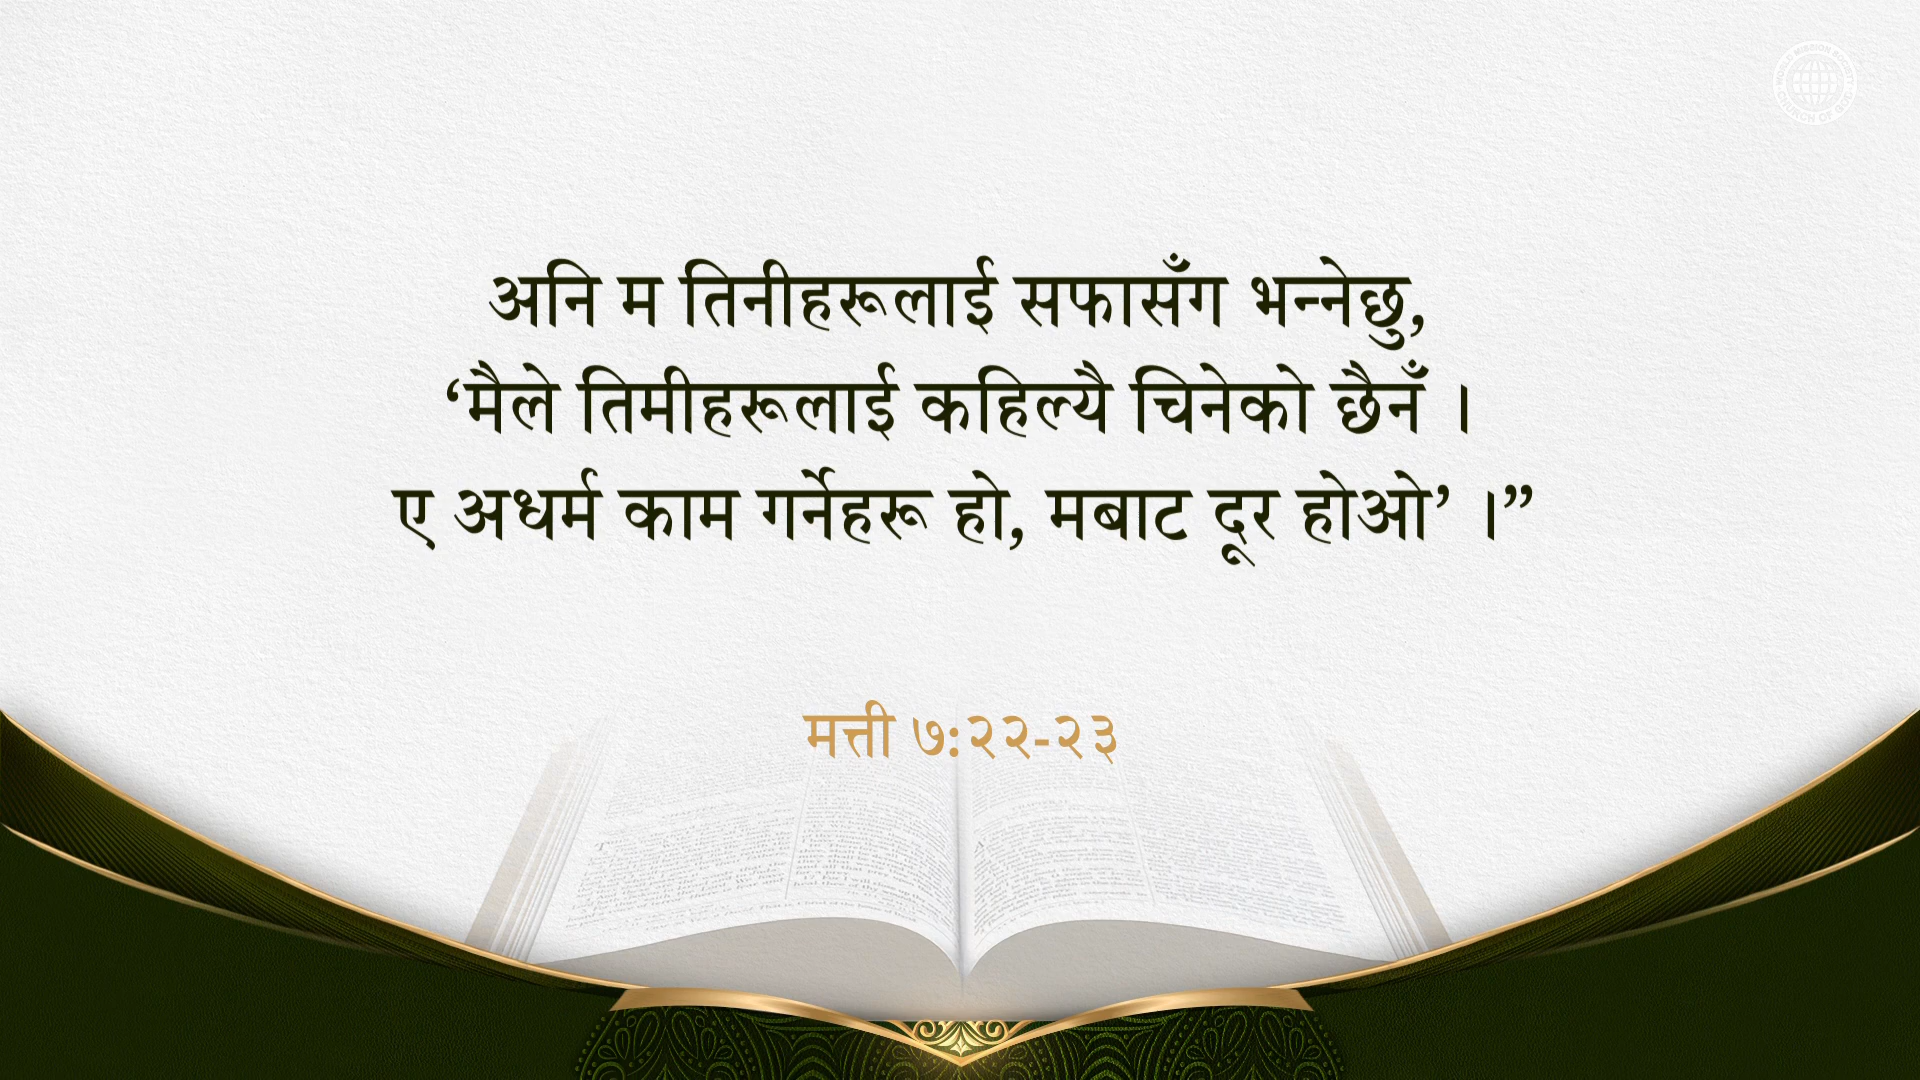 अनि म तिनीहरूलाई सफासँग भन्नेछु,
‘मैले तिमीहरूलाई कहिल्यै चिनेको छैनँ ।
ए अधर्म काम गर्नेहरू हो, मबाट दूर होओ’ ।”
मत्ती ७:२२-२३